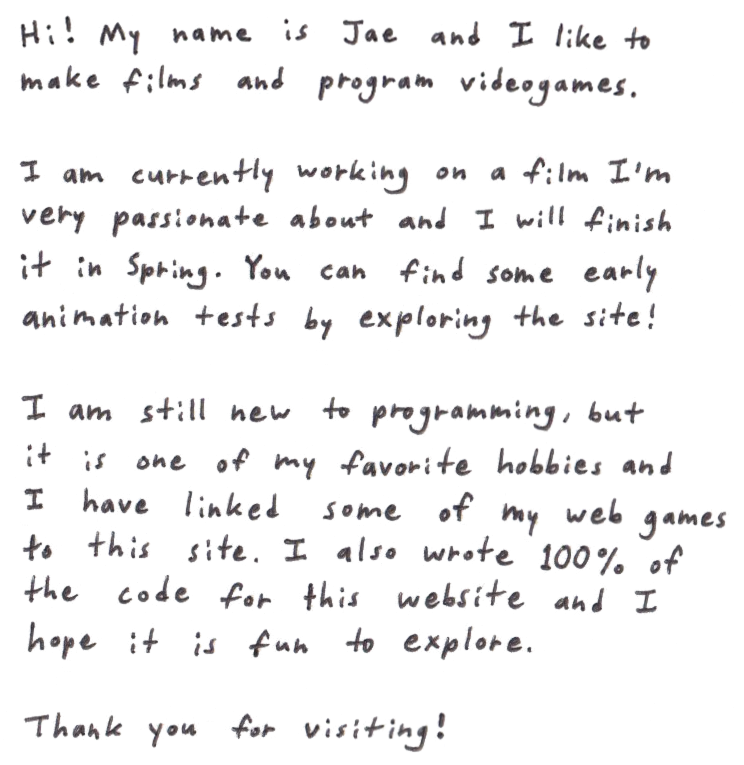 Hi! My name is Jae and I like to
make films and program videogames.
I am currently working on a film I'm
very passionate about and I will finish
it in Spring. You can find some early
animation tests by exploring the site!
I am still new to programming, but
it is one of my favorite hobbies and
I have linked some of my web games
to this site. I also wrote 100% of
the code for this website and I
hope it is fun to explore.
Thank you for visiting!